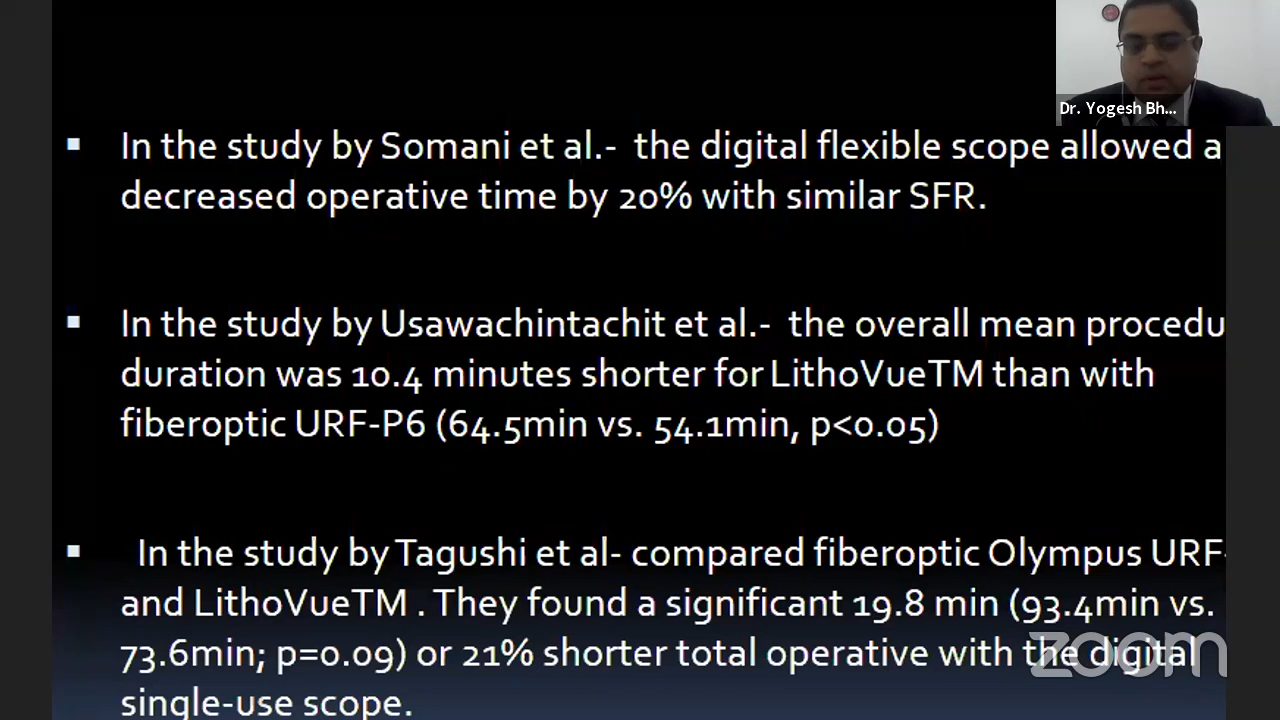 Dr. Yogesh Bh...
▪ In the study by Somani et al.- the digital flexible scope allowed a
decreased operative time by 20% with similar SFR.
▪ In the study by Usawachintachit et al.- the overall mean procedu
duration was 10.4 minutes shorter for LithoVueTM than with
fiberoptic URF-P6 (64.5min vs. 54.1min, p<0.05)
▪ In the study by Tagushi et al- compared fiberoptic Olympus URF-
and LithoVueTM . They found a significant 19.8 min (93.4min vs.
73.6min; p=0.09) or 21% shorter total operative with the digital
single-use scope.
zoom